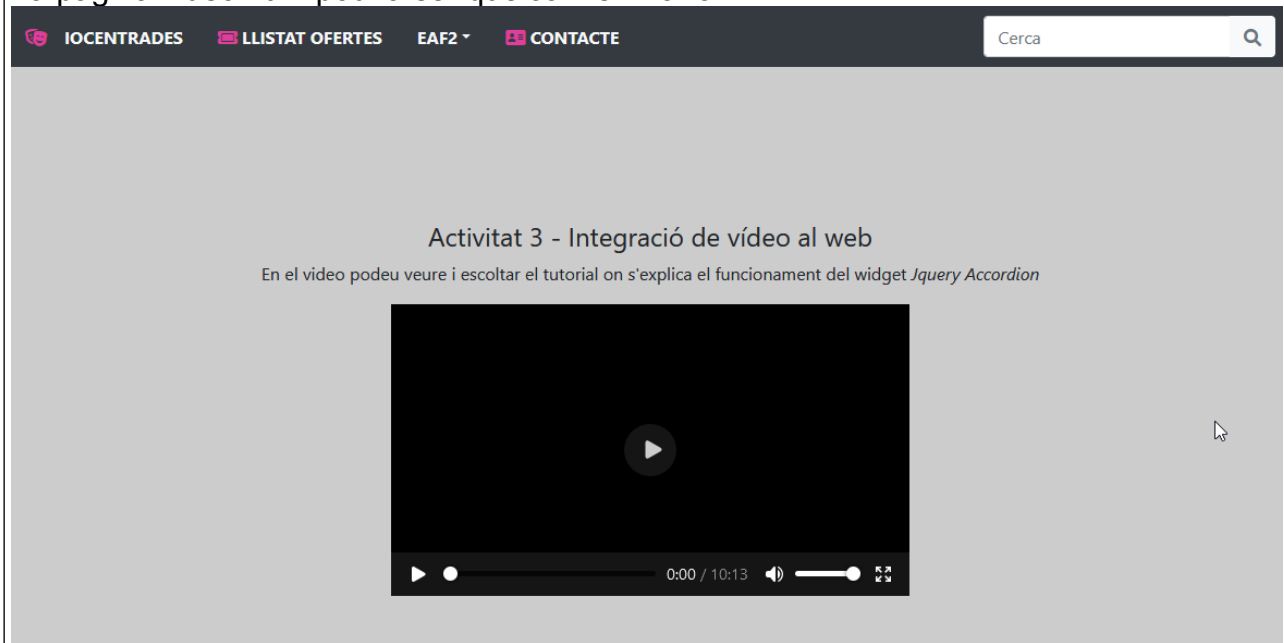 IOCENTRADES LLISTAT OFERTES EAF2 CONTACTE Cerca
Activitat 3 - Integració de vídeo al web
En el video podeu veure i escoltar el tutorial on s'explica el funcionament del widget Jquery Accordion
0:00 / 10:13